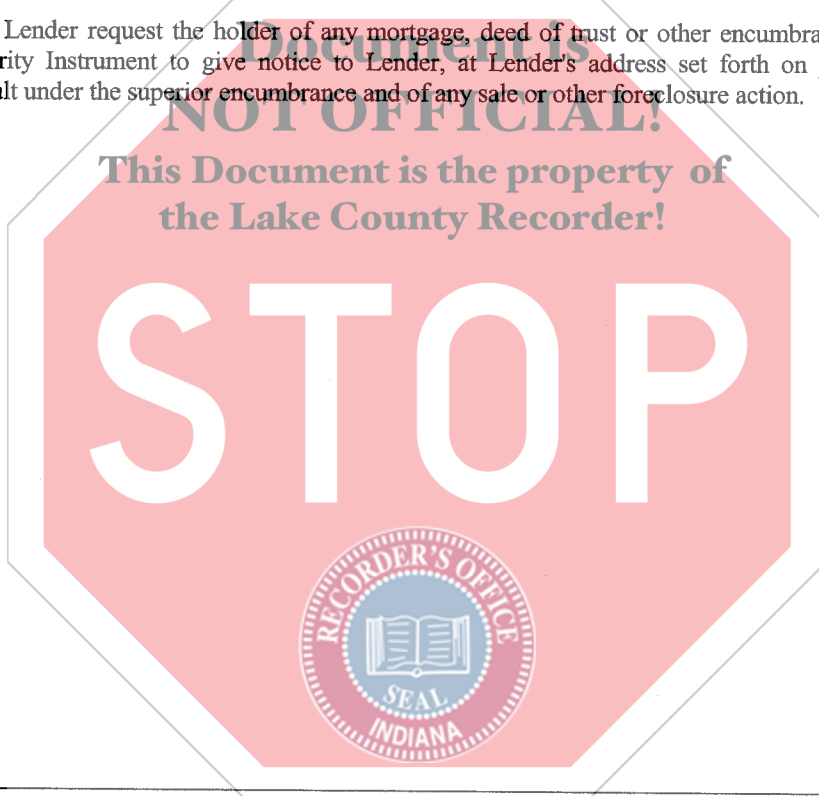 Lender request the holder of any mortgage, deed of trust or other encumbra
rity Instrument to give notice to Lender, at Lender's address set forth on
lt under the superior encumbrance and of any sale or other foreclosure action.
Document is
NOT OFFICIAL!
This Document is the property of
the Lake County Recorder!
STOP
RECORDER'S OFFICE
SEAL
INDIANA